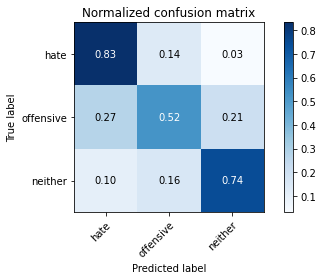 Normalized confusion matrix
True label
hate 0.83 0.14 0.03
offensive 0.27 0.52 0.21
neither 0.10 0.16 0.74
hate offensive neither
Predicted label
0.8
0.7
0.6
0.5
0.4
0.3
0.2
0.1